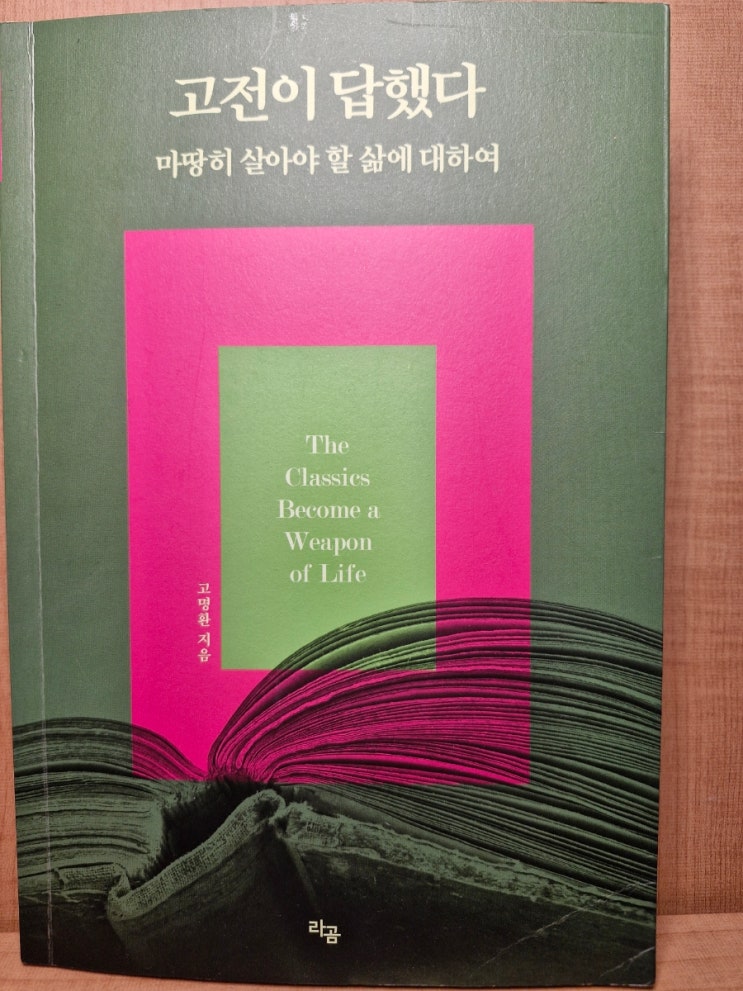 고전이 답했다
마땅히 살아야 할 삶에 대하여
The
Classics
Become a
Weapon
of Life
고명환 지음
라곰